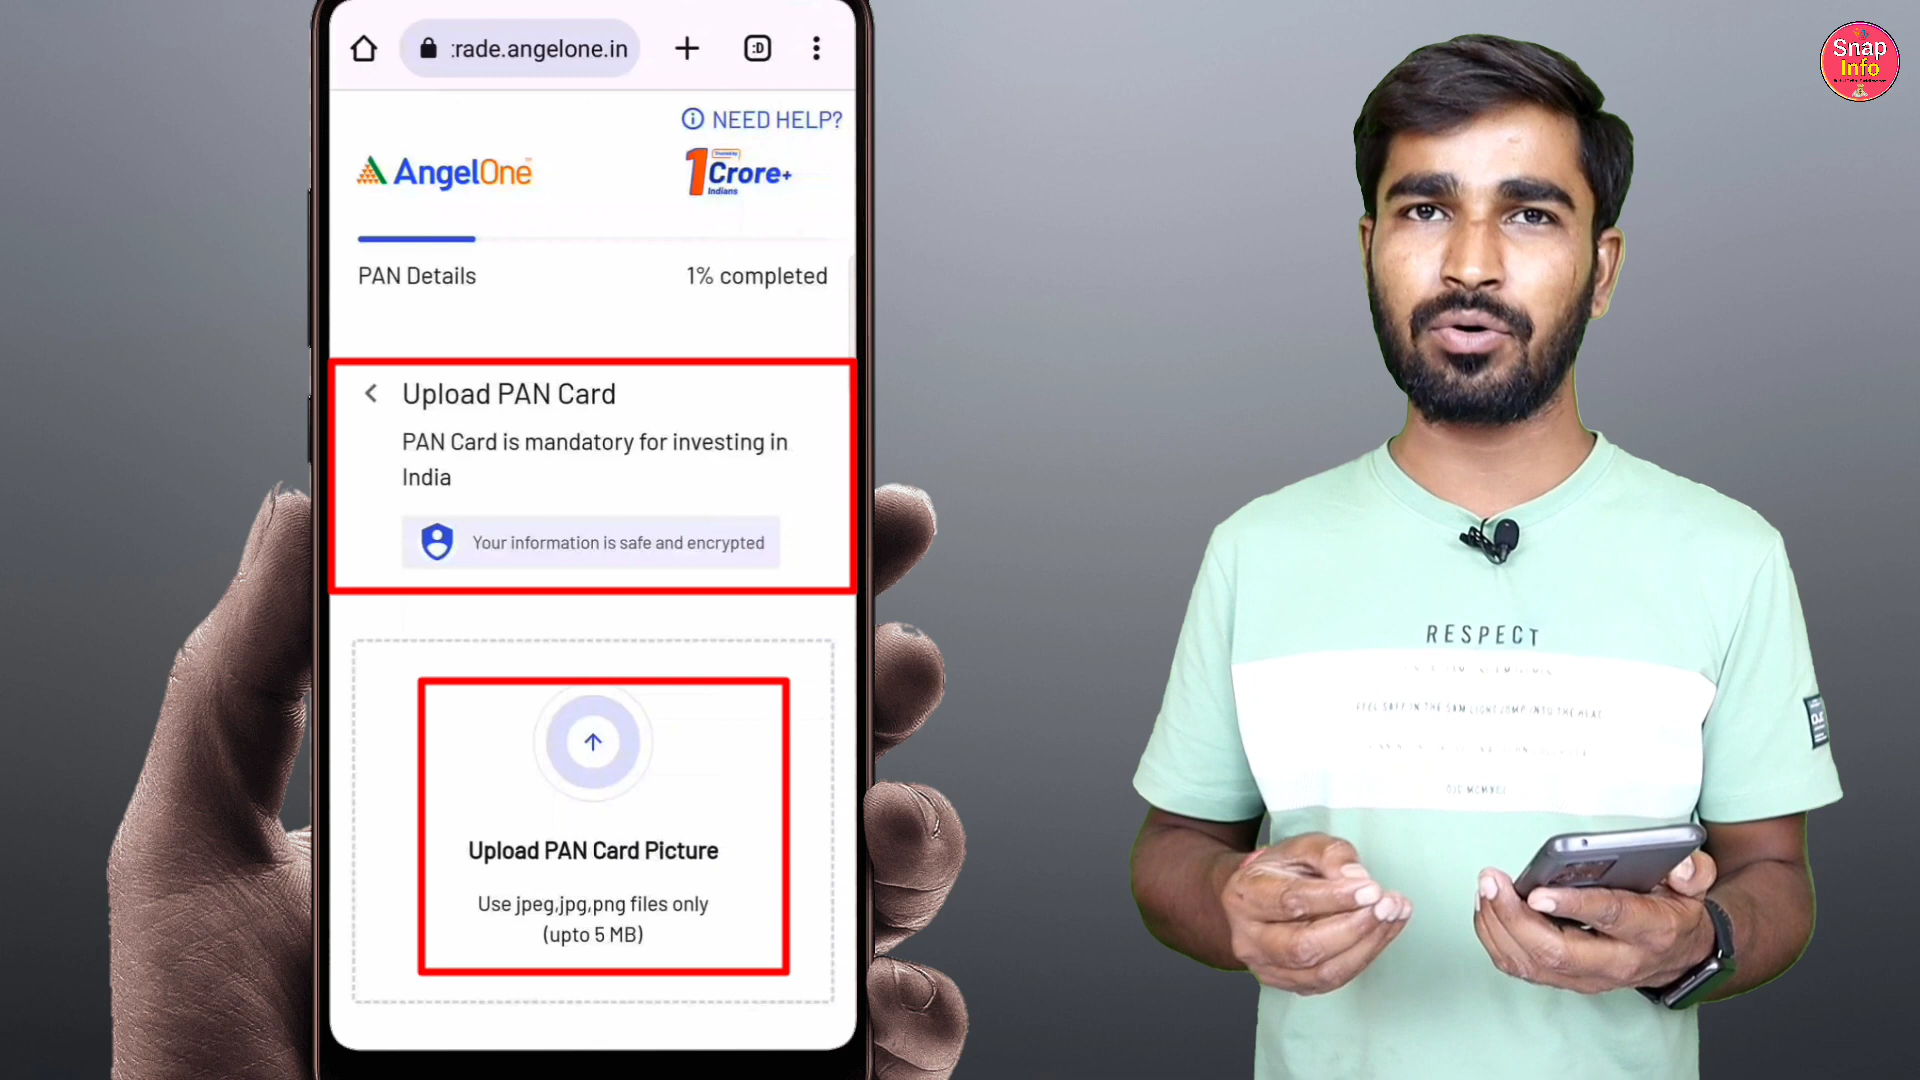 :rade.angelone.in
:D
NEED HELP?
AngelOne
1 Crore+
Indians
PAN Details
1% completed
Upload PAN Card
PAN Card is mandatory for investing in
India
Your information is safe and encrypted
Upload PAN Card Picture
Use jpeg,jpg,png files only
(upto 5 MB)
Snap
Info
RESPECT